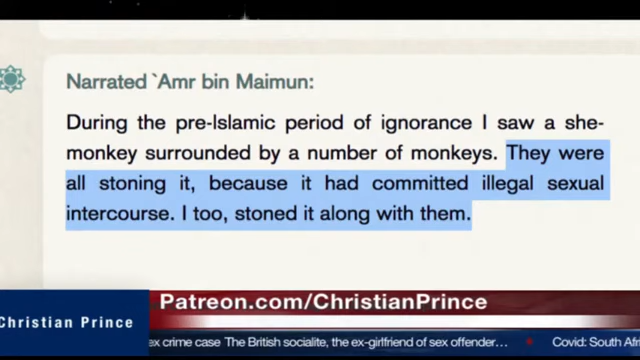 Narrated `Amr bin Maimun:
During the pre-Islamic period of ignorance I saw a she-
monkey surrounded by a number of monkeys. They were
all stoning it, because it had committed illegal sexual
intercourse. I too, stoned it along with them.
Patreon.com/ChristianPrince
Christian Prince
ex crime case The British socialite, the ex-girlfriend of sex offender… Covid: South Afr